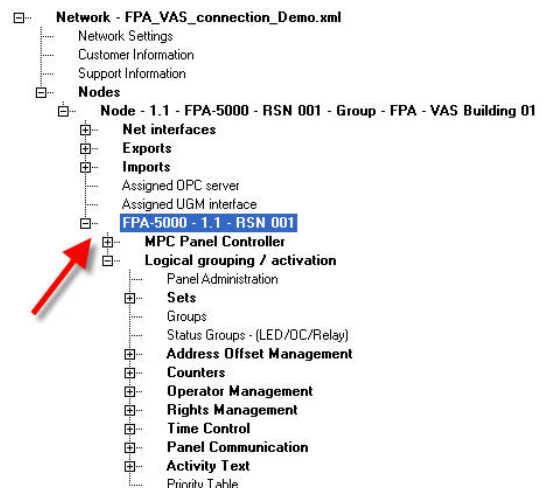 Network - FPA_VAS_connection_Demo.xml
Network Settings
Customer Information
Support Information
Nodes
Node - 1.1 - FPA-5000 - RSN 001 - Group - FPA - VAS Building 01
Net interfaces
Exports
Imports
Assigned OPC server
Assigned UGM interface
FPA-5000 - 1.1 - RSN 001
MPC Panel Controller
Logical grouping / activation
Panel Administration
Sets
Groups
Status Groups - (LED/OC/Relay)
Address Offset Management
Counters
Operator Management
Rights Management
Time Control
Panel Communication
Activity Text
Priority Table